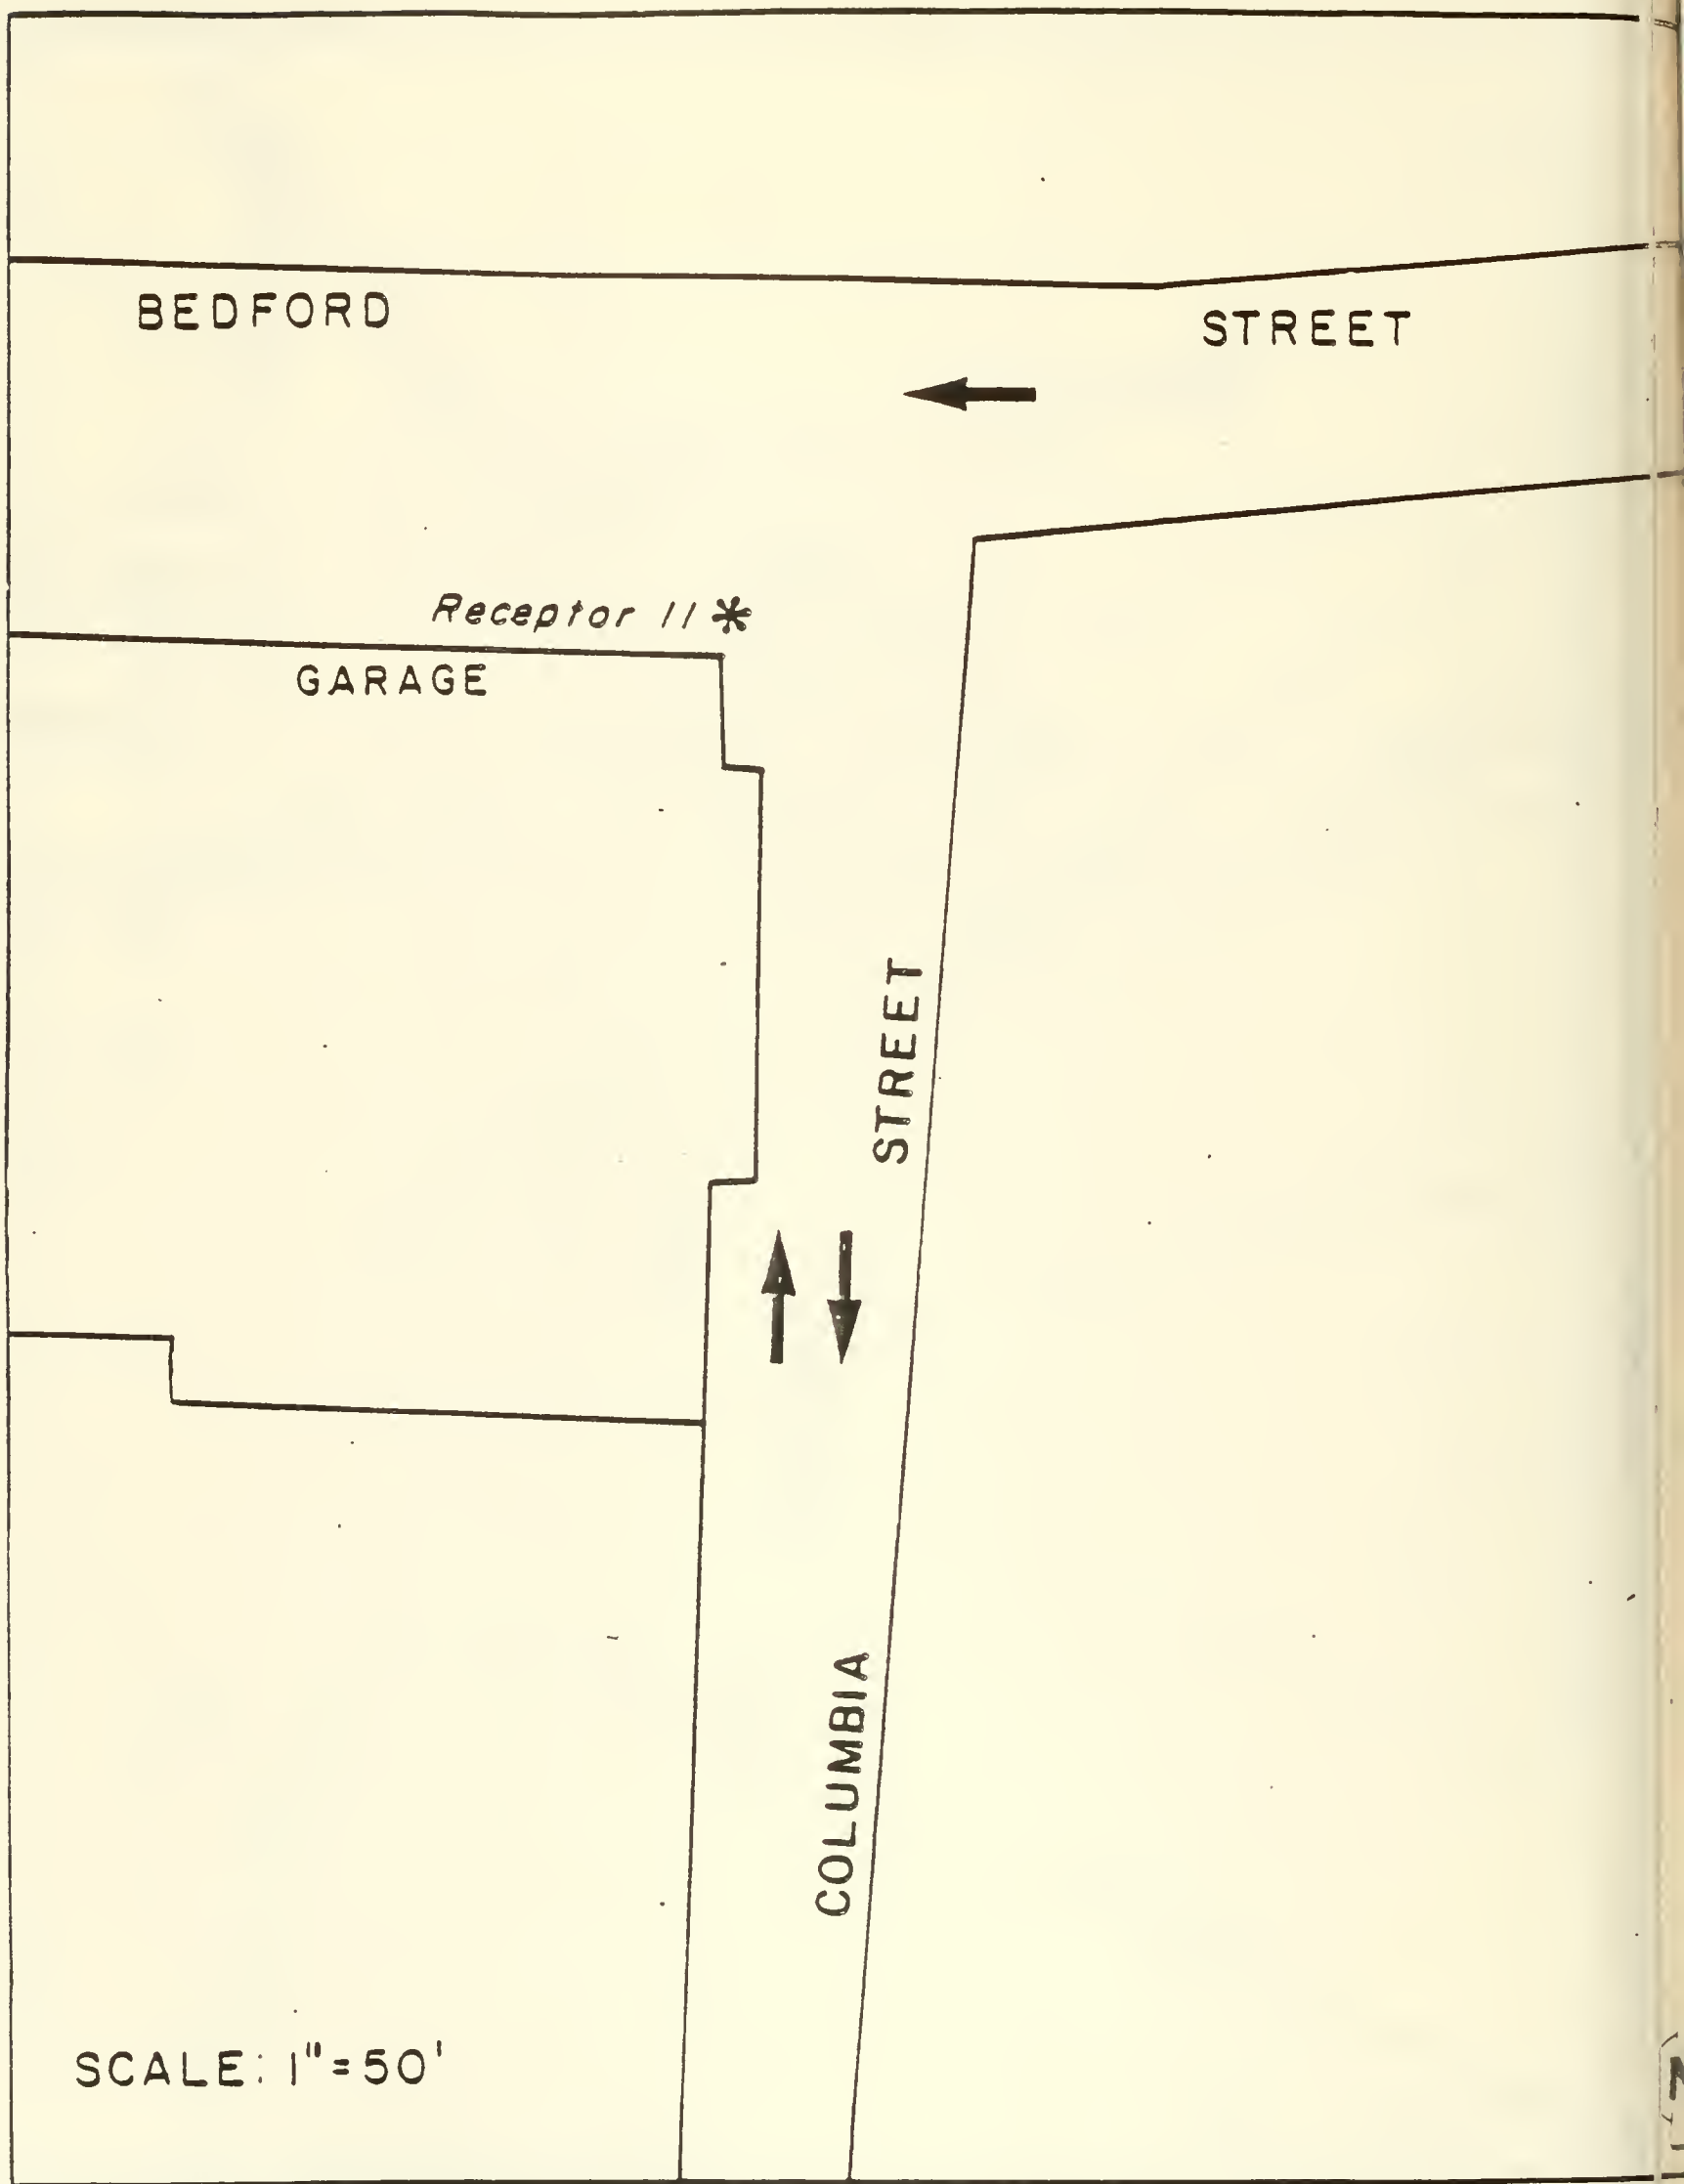 BEDFORD STREET
Receptor 11 *
GARAGE
COLUMBIA STREET
SCALE: 1"=50'
N